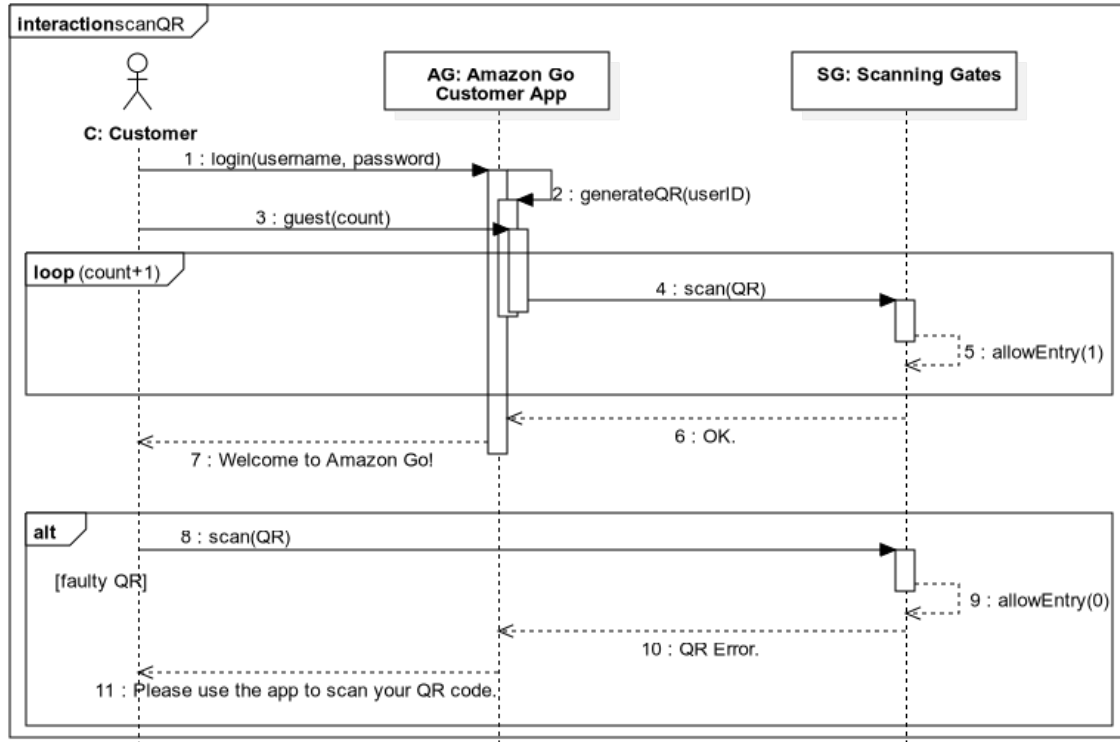 interactionscanQR
AG: Amazon Go
Customer App
SG: Scanning Gates
C: Customer
1 : login(username, password)
2 : generateQR(userID)
3 : guest(count)
loop (count+1)
4 : scan(QR)
5 : allowEntry(1)
6 : OK.
7 : Welcome to Amazon Go!
alt
8 : scan(QR)
[faulty QR]
9 : allowEntry(0)
10 : QR Error.
11 : Please use the app to scan your QR code.